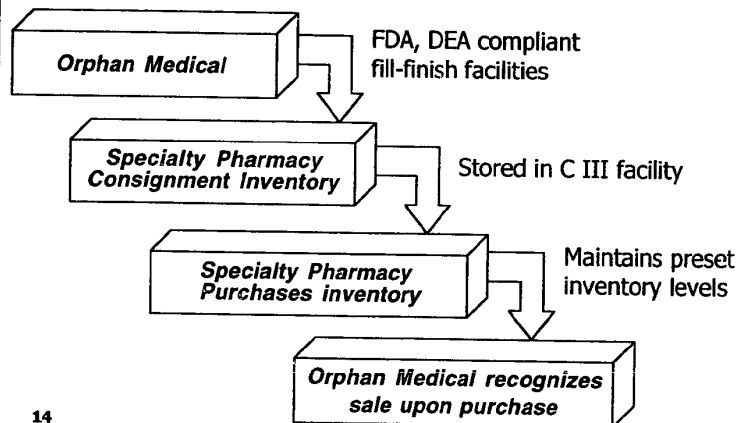 Orphan Medical
FDA, DEA compliant
fill-finish facilities
Specialty Pharmacy
Consignment Inventory
Stored in C III facility
Specialty Pharmacy
Purchases inventory
Maintains preset
inventory levels
Orphan Medical recognizes
sale upon purchase
14